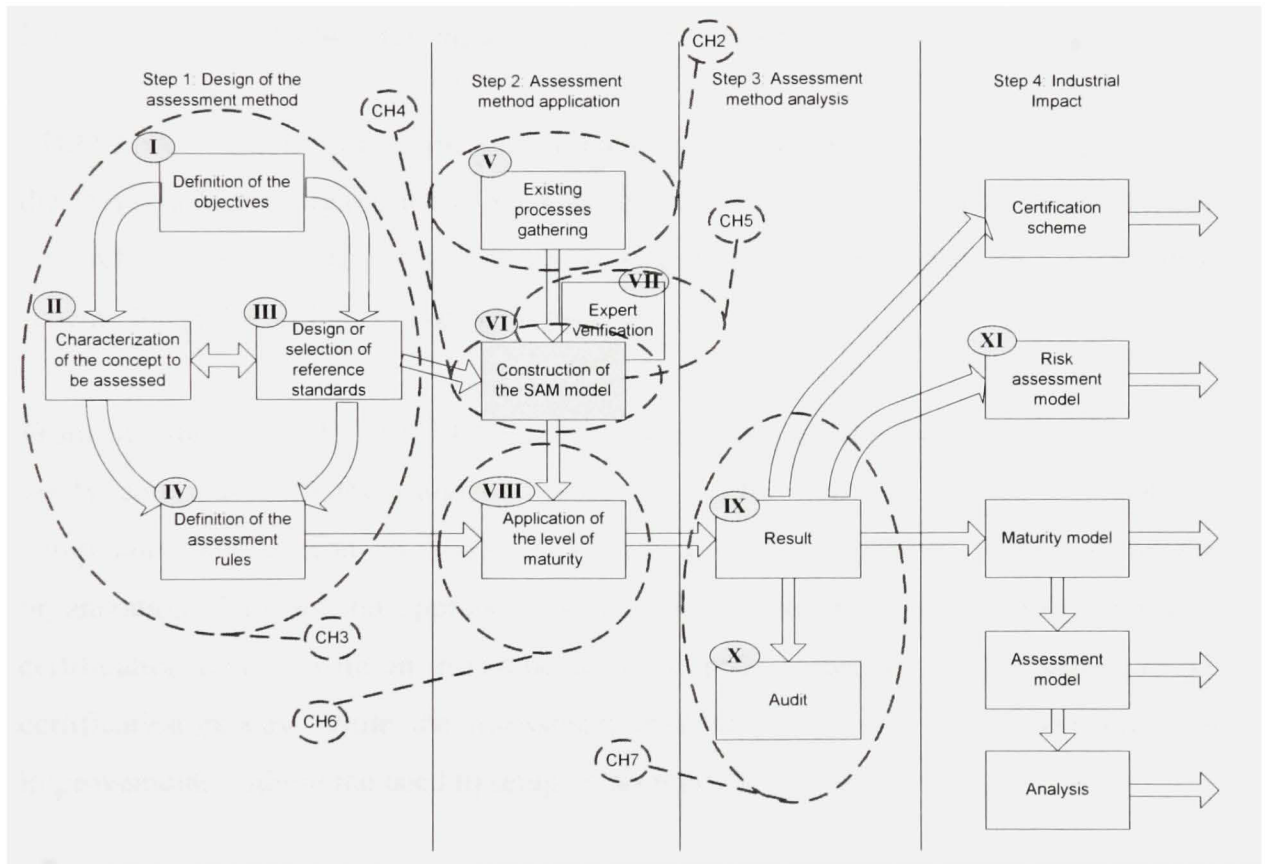 CH2
Step 1: Design of the
assessment method
Step 2: Assessment
method application
Step 3: Assessment
method analysis
Step 4: Industrial
Impact
CH4
I
Definition of the
objectives
V
Existing
processes
gathering
CH5
Certification
scheme
II
Characterization
of the concept to
be assessed
III
Design or
selection of
reference
standards
VII
Expert
verification
VI
Construction of
the SAM model
XI
Risk
assessment
model
IV
Definition of the
assessment
rules
VIII
Application of
the level of
maturity
IX
Result
Maturity model
CH3
X
Audit
Assessment
model
CH6
CH7
Analysis